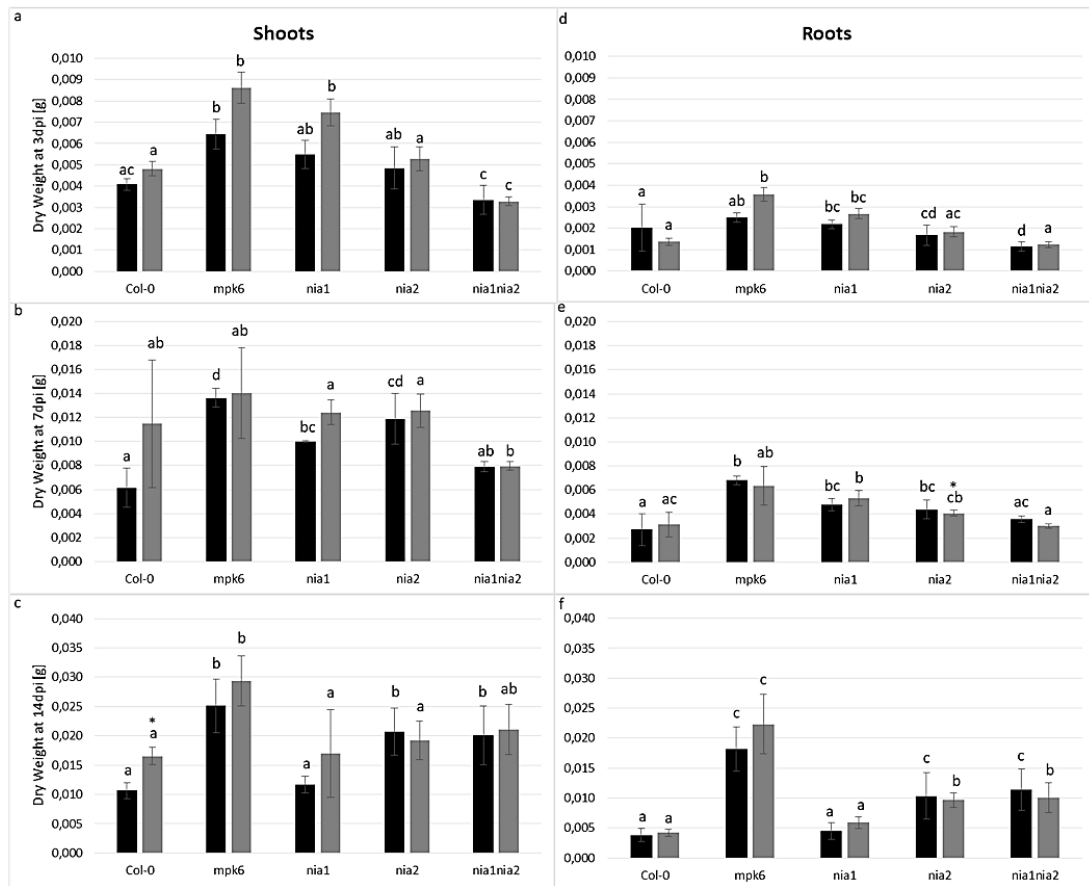 a
Shoots
Dry Weight at 3dpi [g]
0,010
0,009
0,008
0,007
0,006
0,005
0,004
0,003
0,002
0,001
0,000
ac a b b ab b ab a c c
Col-0 mpk6 nia1 nia2 nia1nia2
d
Roots
0,010
0,009
0,008
0,007
0,006
0,005
0,004
0,003
0,002
0,001
0,000
a a ab b bc bc cd ac d a
Col-0 mpk6 nia1 nia2 nia1nia2
b
Dry Weight at 7dpi [g]
0,020
0,018
0,016
0,014
0,012
0,010
0,008
0,006
0,004
0,002
0,000
a ab d ab bc a cd a ab b
Col-0 mpk6 nia1 nia2 nia1nia2
e
0,020
0,018
0,016
0,014
0,012
0,010
0,008
0,006
0,004
0,002
0,000
*
a ac b ab bc b bc cb ac a
Col-0 mpk6 nia1 nia2 nia1nia2
c
Dry Weight at 14dpi [g]
0,040
0,035
0,030
0,025
0,020
0,015
0,010
0,005
0,000
*
a a b b a a b a b ab
Col-0 mpk6 nia1 nia2 nia1nia2
f
0,040
0,035
0,030
0,025
0,020
0,015
0,010
0,005
0,000
a a c c a a c b c b
Col-0 mpk6 nia1 nia2 nia1nia2